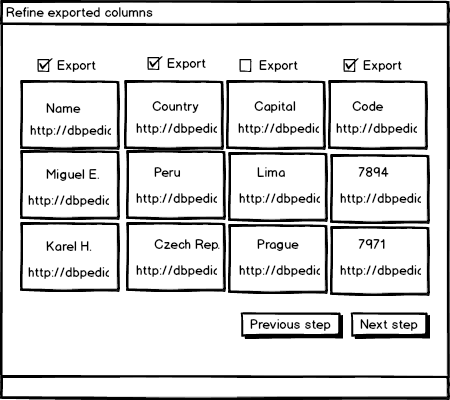 Refine exported columns
Export Export Export Export
Name Country Capital Code
http://dbpedic http://dbpedic http://dbpedic http://dbpedic
Miguel E. Peru Lima 7894
http://dbpedic http://dbpedic http://dbpedic http://dbpedic
Karel H. Czech Rep. Prague 7971
http://dbpedic http://dbpedic http://dbpedic http://dbpedic
Previous step Next step